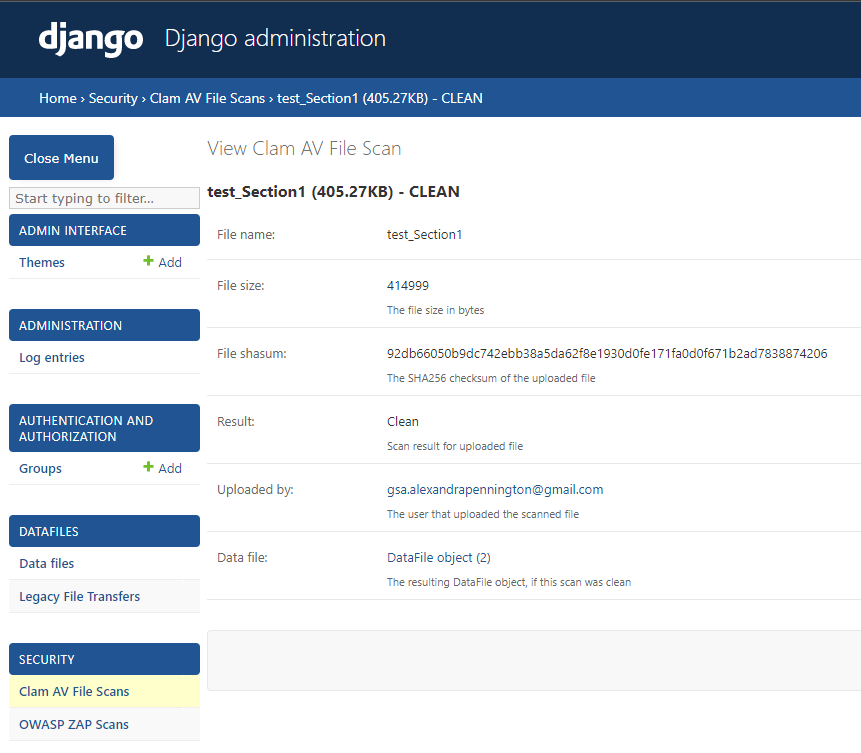 django Django administration
Home › Security › Clam AV File Scans › test_Section1 (405.27KB) - CLEAN
Close Menu
Start typing to filter...
ADMIN INTERFACE
Themes + Add
ADMINISTRATION
Log entries
AUTHENTICATION AND
AUTHORIZATION
Groups + Add
DATAFILES
Data files
Legacy File Transfers
SECURITY
Clam AV File Scans
OWASP ZAP Scans
View Clam AV File Scan
test_Section1 (405.27KB) - CLEAN
File name: test_Section1
File size: 414999
The file size in bytes
File shasum: 92db66050b9dc742ebb38a5da62f8e1930d0fe171fa0d0f671b2ad7838874206
The SHA256 checksum of the uploaded file
Result: Clean
Scan result for uploaded file
Uploaded by: gsa.alexandrapennington@gmail.com
The user that uploaded the scanned file
Data file: DataFile object (2)
The resulting DataFile object, if this scan was clean